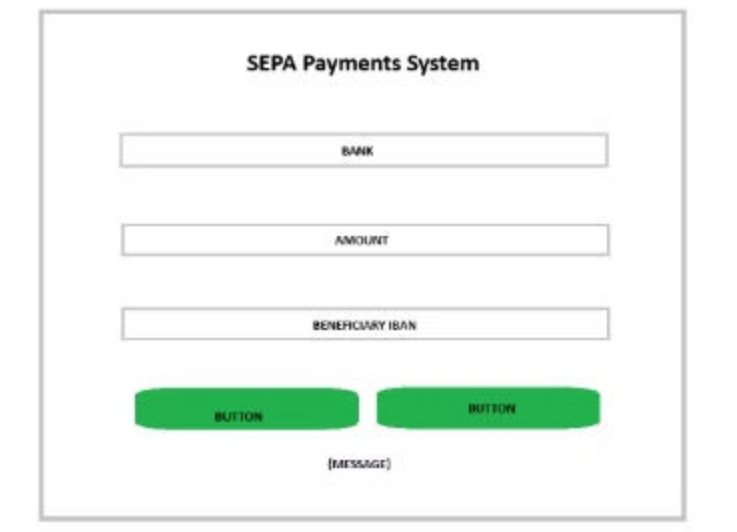 SEPA Payments System
BANK
AMOUNT
BENEFICIARY IBAN
BUTTON
BUTTON
{MESSAGE}